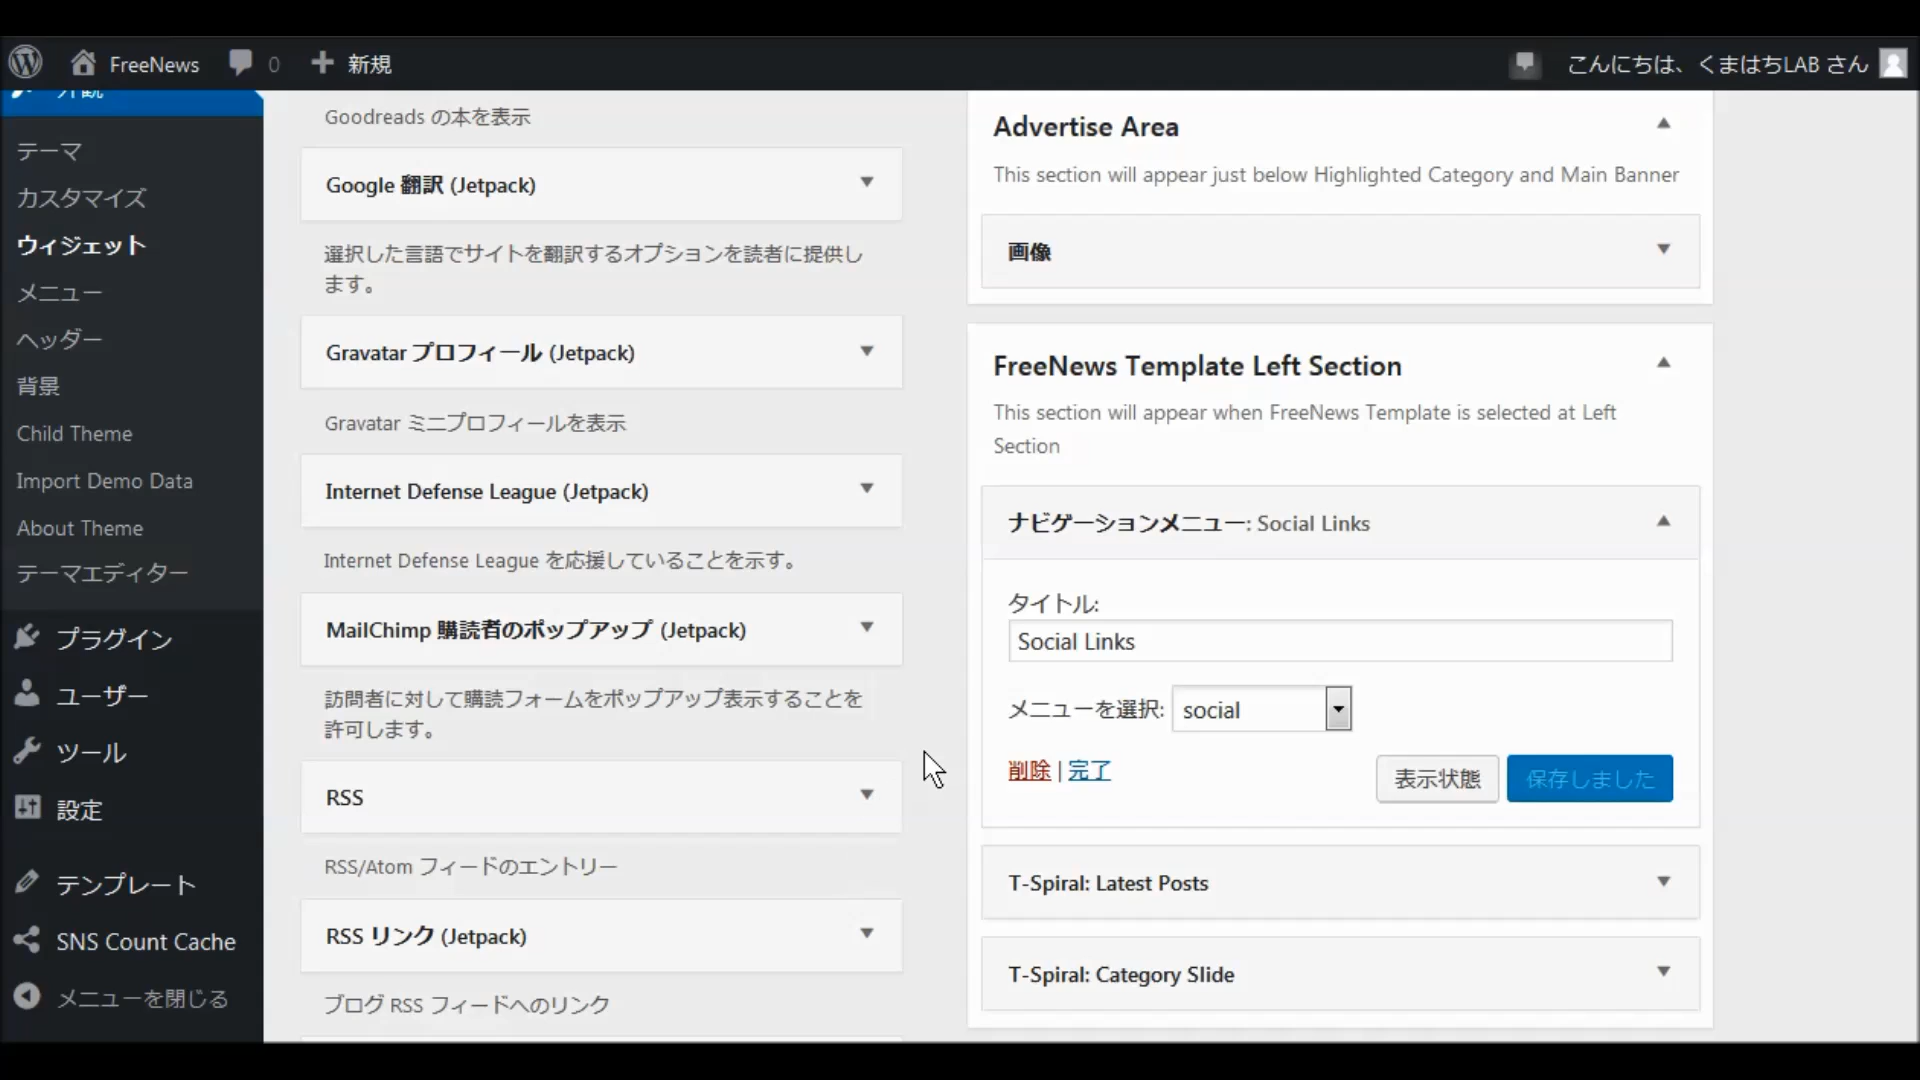 FreeNews
0
新規
こんにちは、くまはちLAB さん
外観
テーマ
カスタマイズ
ウィジェット
メニュー
ヘッダー
背景
Child Theme
Import Demo Data
About Theme
テーマエディター
プラグイン
ユーザー
ツール
設定
テンプレート
SNS Count Cache
メニューを閉じる
Goodreads の本を表示
Google 翻訳 (Jetpack)
選択した言語でサイトを翻訳するオプションを読者に提供し
ます。
Gravatar プロフィール (Jetpack)
Gravatar ミニプロフィールを表示
Internet Defense League (Jetpack)
Internet Defense League を応援していることを示す。
MailChimp 購読者のポップアップ (Jetpack)
訪問者に対して購読フォームをポップアップ表示することを
許可します。
RSS
RSS/Atom フィードのエントリー
RSS リンク (Jetpack)
ブログ RSS フィードへのリンク
Advertise Area
This section will appear just below Highlighted Category and Main Banner
画像
FreeNews Template Left Section
This section will appear when FreeNews Template is selected at Left
Section
ナビゲーションメニュー: Social Links
タイトル:
Social Links
メニューを選択: social
削除 | 完了
表示状態
保存しました
T-Spiral: Latest Posts
T-Spiral: Category Slide